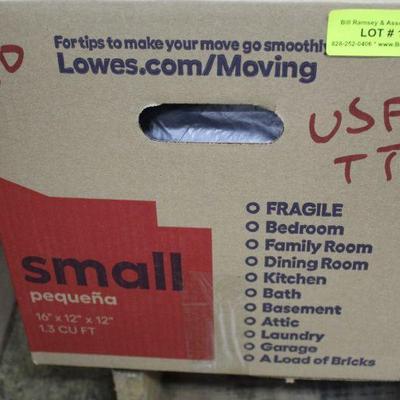 Bill Ramsey & Asso
LOT #
828-252-0406 * www.B
For tips to make your move go smoothly
Lowes.com/Moving
small
pequeña
16" x 12" x 12"
1.3 CU FT
FRAGILE
Bedroom
Family Room
Dining Room
Kitchen
Bath
Basement
Attic
Laundry
Garage
A Load of Bricks